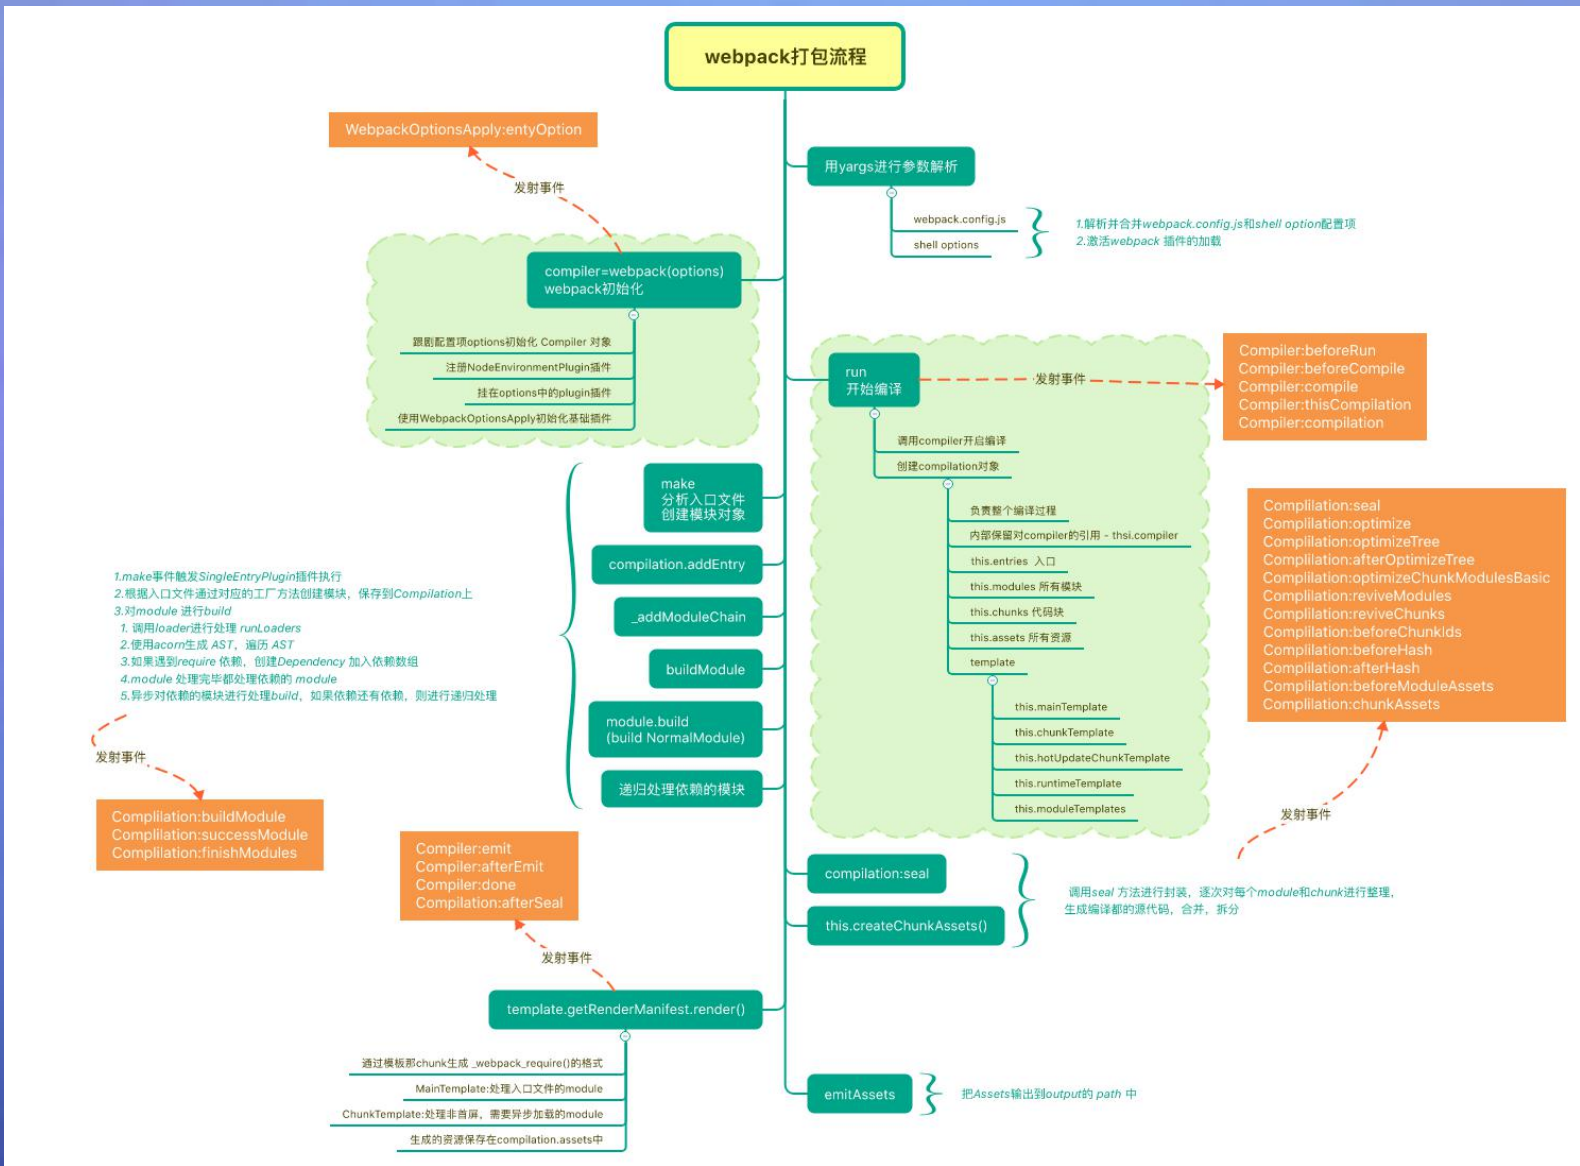 webpack打包流程
WebpackOptionsApply:entyOption
发射事件
用yargs进行参数解析
webpack.config.js
shell options
1.解析并合并webpack.config.js和shell option配置项
2.激活webpack 插件的加载
compiler=webpack(options)
webpack初始化
跟剧配置项options初始化 Compiler 对象
注册NodeEnvironmentPlugin插件
挂在options中的plugin插件
使用WebpackOptionsApply初始化基础插件
run
开始编译
发射事件
Compiler:beforeRun
Compiler:beforeCompile
Compiler:compile
Compiler:thisCompilation
Compiler:compilation
调用compiler开启编译
创建compilation对象
负责整个编译过程
内部保留对compiler的引用 - thsi.compiler
this.entries 入口
this.modules 所有模块
this.chunks 代码块
this.assets 所有资源
template
this.mainTemplate
this.chunkTemplate
this.hotUpdateChunkTemplate
this.runtimeTemplate
this.moduleTemplates
make
分析入口文件
创建模块对象
compilation.addEntry
_addModuleChain
buildModule
module.build
(build NormalModule)
递归处理依赖的模块
1.make事件触发SingleEntryPlugin插件执行
2.根据入口文件通过对应的工厂方法创建模块，保存到Compilation上
3.对module 进行build
1. 调用loader进行处理 runLoaders
2.使用acorn生成 AST，遍历 AST
3.如果遇到require 依赖，创建Dependency 加入依赖数组
4.module 处理完毕都处理依赖的 module
5.异步对依赖的模块进行处理build，如果依赖还有依赖，则进行递归处理
发射事件
Complilation:buildModule
Complilation:successModule
Complilation:finishModules
Complilation:seal
Complilation:optimize
Complilation:optimizeTree
Complilation:afterOptimizeTree
Complilation:optimizeChunkModulesBasic
Complilation:reviveModules
Complilation:reviveChunks
Complilation:beforeChunkIds
Complilation:beforeHash
Complilation:afterHash
Complilation:beforeModuleAssets
Complilation:chunkAssets
发射事件
compilation:seal
this.createChunkAssets()
调用seal 方法进行封装，逐次对每个module和chunk进行整理，
生成编译都的源代码，合并，拆分
Compiler:emit
Compiler:afterEmit
Compiler:done
Compilation:afterSeal
发射事件
template.getRenderManifest.render()
通过模板那chunk生成 _webpack_require()的格式
MainTemplate:处理入口文件的module
ChunkTemplate:处理非首屏，需要异步加载的module
生成的资源保存在compilation.assets中
emitAssets
把Assets输出到output的 path 中